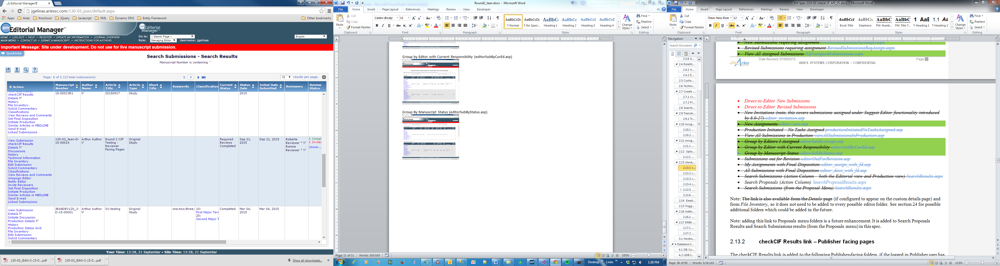 Editorial Manager®
jgelinas.ariessc.com/130-03_jean/default.aspx
Apps Aries Knockout jQuery Javascript XML Dynamic DNS Entity Framework Other bookmarks
em Editorial Manager™
Editorial Manager™
HOME • LOG OUT • HELP • REGISTER • UPDATE MY INFORMATION • JOURNAL OVERVIEW
MAIN MENU • CONTACT US • SUBMIT A MANUSCRIPT • INSTRUCTIONS FOR AUTHORS
Go to: -- Search Page --
Role: Managing Editor Username: jgelinas
English
Important Message: Site under development. Do not use for live manuscript submission.
Quicklinks
Search Submissions - Search Results
Manuscript Number is containing ' '
Page: 1 of 2 (13 total submissions) 1 2 10 results per page.
Action Manuscript Number Author Name Article Title Article Type Short Title Keywords Classification Current Status Status Date Initial Date Submitted Reviewers Review Status
checkCIF Results 15-00013R1 20150917 Study 2015
Details
History
File Inventory
Solicit Commentary
Classifications
View Reviews and Comments
Set Final Disposition
Initiate Production
Similar Articles in MEDLINE
Send E-mail
Linked Submissions
View Submission
checkCIF Results
Details
Discussions
History
Technical Information
File Inventory
Edit Submission
Solicit Commentary
Classifications
View Reviews and Comments
Unassign Editor
Notify Editor
Invite Reviewers
Set Final Disposition
Initiate Production
Similar Articles in MEDLINE
Send E-mail
Linked Submissions
130-03_Jean-D-
15-00014
Arthur Author
Round 2 CIF
Testing -
Reviewer
Facing Pages
Original
Study
Required
Reviews
Completed
Sep 21,
2015
Sep 21, 2015
Roberta
Reviewer *
Ronnie
Reviewer *
1 Compl
1 Invited
(more...)
View Submission
Details
Initiate Discussion
Production Details
History
Production Status Grid
File Inventory
Edit Submission
Solicit Commentary
JEANDEV120_3-
D-15-00001
Arthur Author
SU testing
Original
Study
one;two;three;
10:
First Major Terr
20:
Second Major T
Completed
Mar 04,
2015
Mar 04, 2015
Your Time: 13:28, 21 September • Site Time: 13:28, 21 September
130-03_JEAN-S-15-0....pdf 130-03_JEAN-S-15-0....pdf Show all downloads...
Round2_Jean.docx - Microsoft Word
File Home Insert Page Layout References Mailings Review View Developer
Paste Cut Copy Format Painter
Calibri (Body) 11
AaBbCcDc AaBbCcDc AaBbC AaBbCc AaBbCcI AaBbCcD
¶ Normal ¶ No Spaci... Heading 1 Heading 2 Heading 3 Heading 4
Change Styles
Find Replace Select
Clipboard Font Paragraph Styles Editing
Group by Editor with Current Responsibility (editorSubByCurEd.asp)
Group By Manuscript Status (editorSubByStatus.asp)
Page: 11 of 11 Words: 165/165 105%
Desktop Links 1:28 PM
EM Spec 13.0-03 checkCIF API_V5.docx - Microsoft Word
File Home Insert Page Layout References Mailings Review View Developer
Paste Cut Copy Format Painter
Times New Rom 12
Book Title Emphasis FM: Numb... FM: Title T... ¶ Heading 1 ¶ Heading 2
Change Styles
Find Replace Select
Clipboard Font Paragraph Styles Editing
Navigation
Search Documen
2.3.6 A...
2.4 RoleM...
2.4.1 A...
2.4.2 E...
2.5 Custo...
2.6 Techni...
2.7 Create ...
2.7.1 Cr...
2.7.2 Fi...
2.8 Search...
2.9 Transm...
2.9.1 Tr...
2.10 Assig...
2.10.1 ...
2.10.2 ...
2.11 Assig...
2.11.1 ...
2.12 Uplo...
2.12.1 ...
2.13 check...
2.13.1 c...
2.13.2 c...
2.13.3 c...
2.13.4 c...
2.13.5 ...
2.13.6 ...
2.14 Email...
2.15 Trigg...
2.16 Admi...
2.16.1 ...
2.17 EMIA ...
2.17.1 ...
2.17.2 ...
3.1 Hostin...
4 Database I...
4.1 DB Co...
4.2 UDB I...
New Submissions requiring assignment NewSubmissionsReqAssign.aspx
Revised Submissions requiring assignment RevisedSubmissionsReqAssign.aspx
View All Assigned Submissions AllAssignedSubmissions.aspx
Aries Date Revised: 07/06/2015 Page 55
ARIES SYSTEMS CORPORATION – CONFIDENTIAL
• Direct-to-Editor New Submissions
• Direct-to-Editor Revised Submissions
• New Invitations (note, this covers submissions assigned under Suggest Editor functionality introduced
by 8.0-27) editor_invitation.asp
• New Assignments editor_new.asp
• Production Initiated – No Tasks Assigned productionInitiatedNoTasksAssigned.asp
• View All Submissions in Production viewAllSubmissionsInProduction.asp
• Group by Editors I Assigned editorSubByAssign.asp
• Group by Editor with Current Responsibility editorSubByCurEd.asp
• Group by Manuscript Status editorSubByStatus.asp
• Submissions out for Revision editorOutForRevision.asp
• My Assignments with Final Disposition editor_assign_with_fd.asp
• All Submissions with Final Disposition editor_docs_with_fd.asp
• Search Submissions (Action Column – both the Editorial view and Production view) SearchResults.aspx
• Search Proposals (Action Column) SearchProposalResults.aspx
• Search Submissions (from the Proposal Menu) SearchResults.aspx
Note: The link is also available from the Details page (if configured to appear on the custom details page) and
from File Inventory, so it does not need to be added to every possible editor folder. See section 24 for possible
additional folders which could be added in the future.
Note: adding this link to Proposals menu folders is a future enhancement. It is added to Search Proposals
Results and Search Submissions results (from the Proposals menu) in this spec.
2.13.2 checkCIF Results link – Publisher facing pages
The checkCIF Results link is added to the following Publisher-facing folders, if the logged in Publisher user has
Page: 56 of 93 Words: 5/24,143 115%